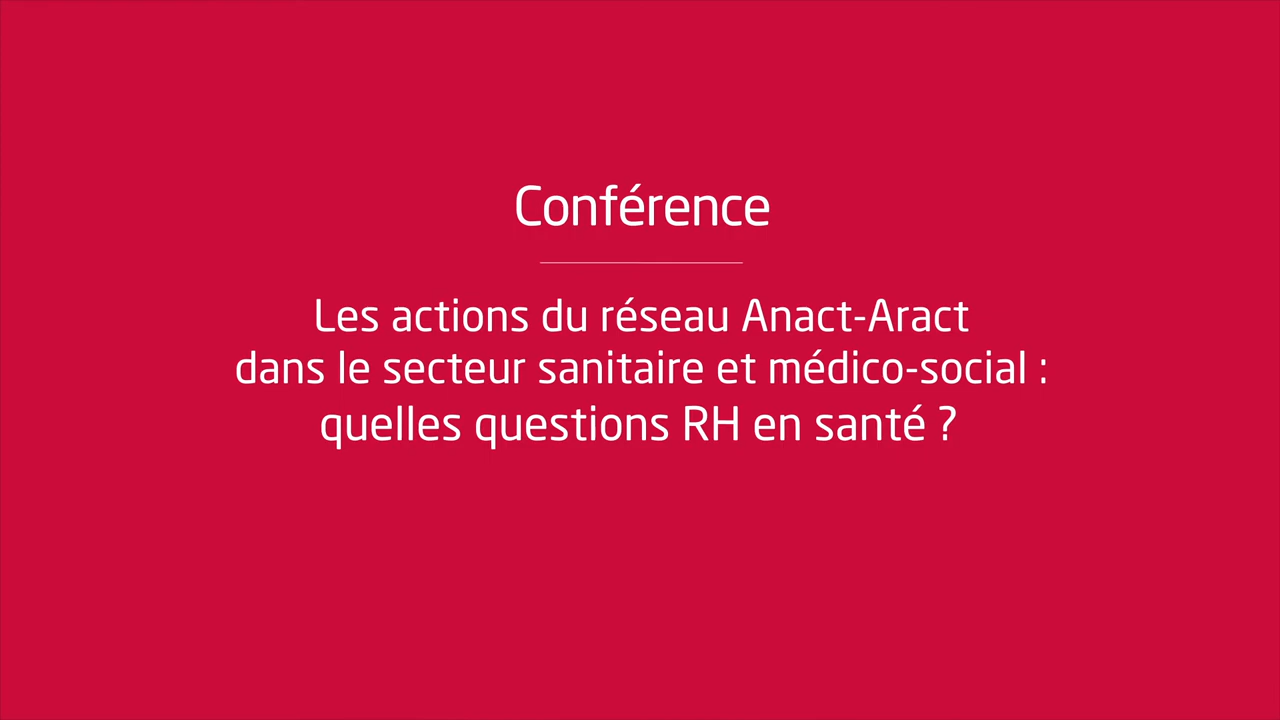 Conférence
Les actions du réseau Anact-Aract
dans le secteur sanitaire et médico-social :
quelles questions RH en santé ?